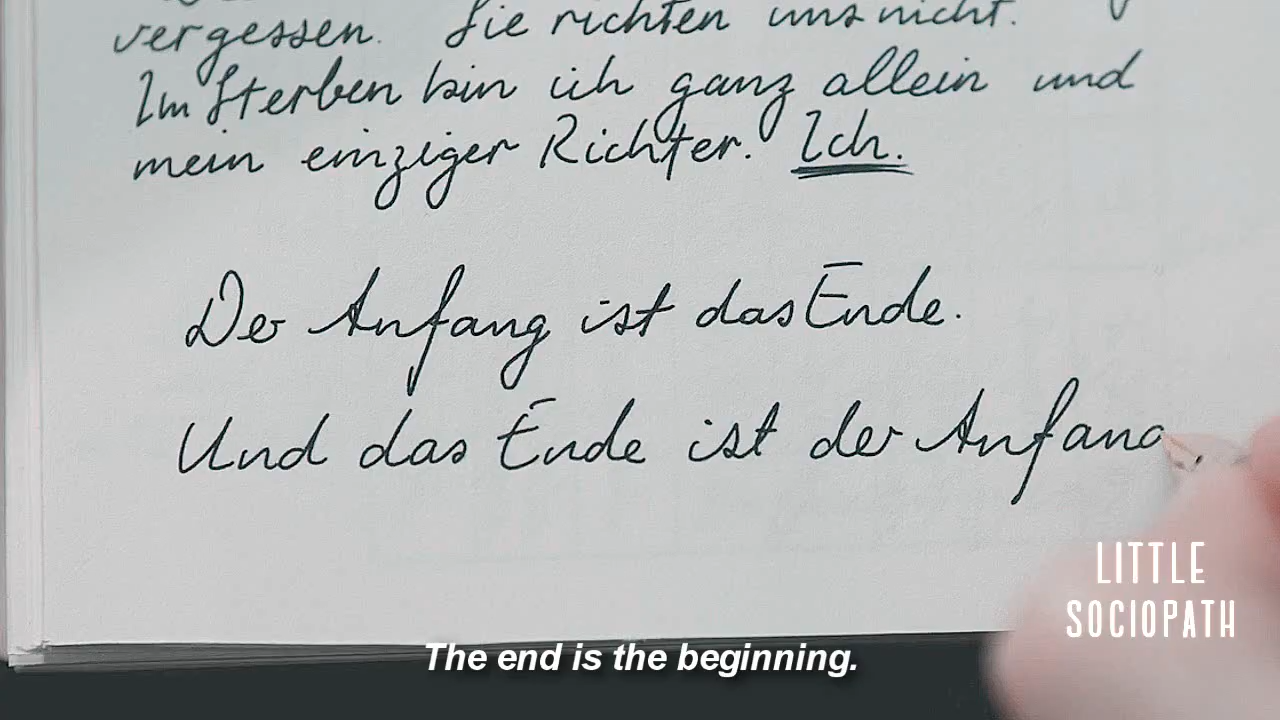 vergessen. Sie richten uns nicht.
Im Sterben bin ich ganz allein und
mein einziger Richter. Ich.
Der Anfang ist das Ende.
Und das Ende ist der Anfang
LITTLE
SOCIOPATH
The end is the beginning.